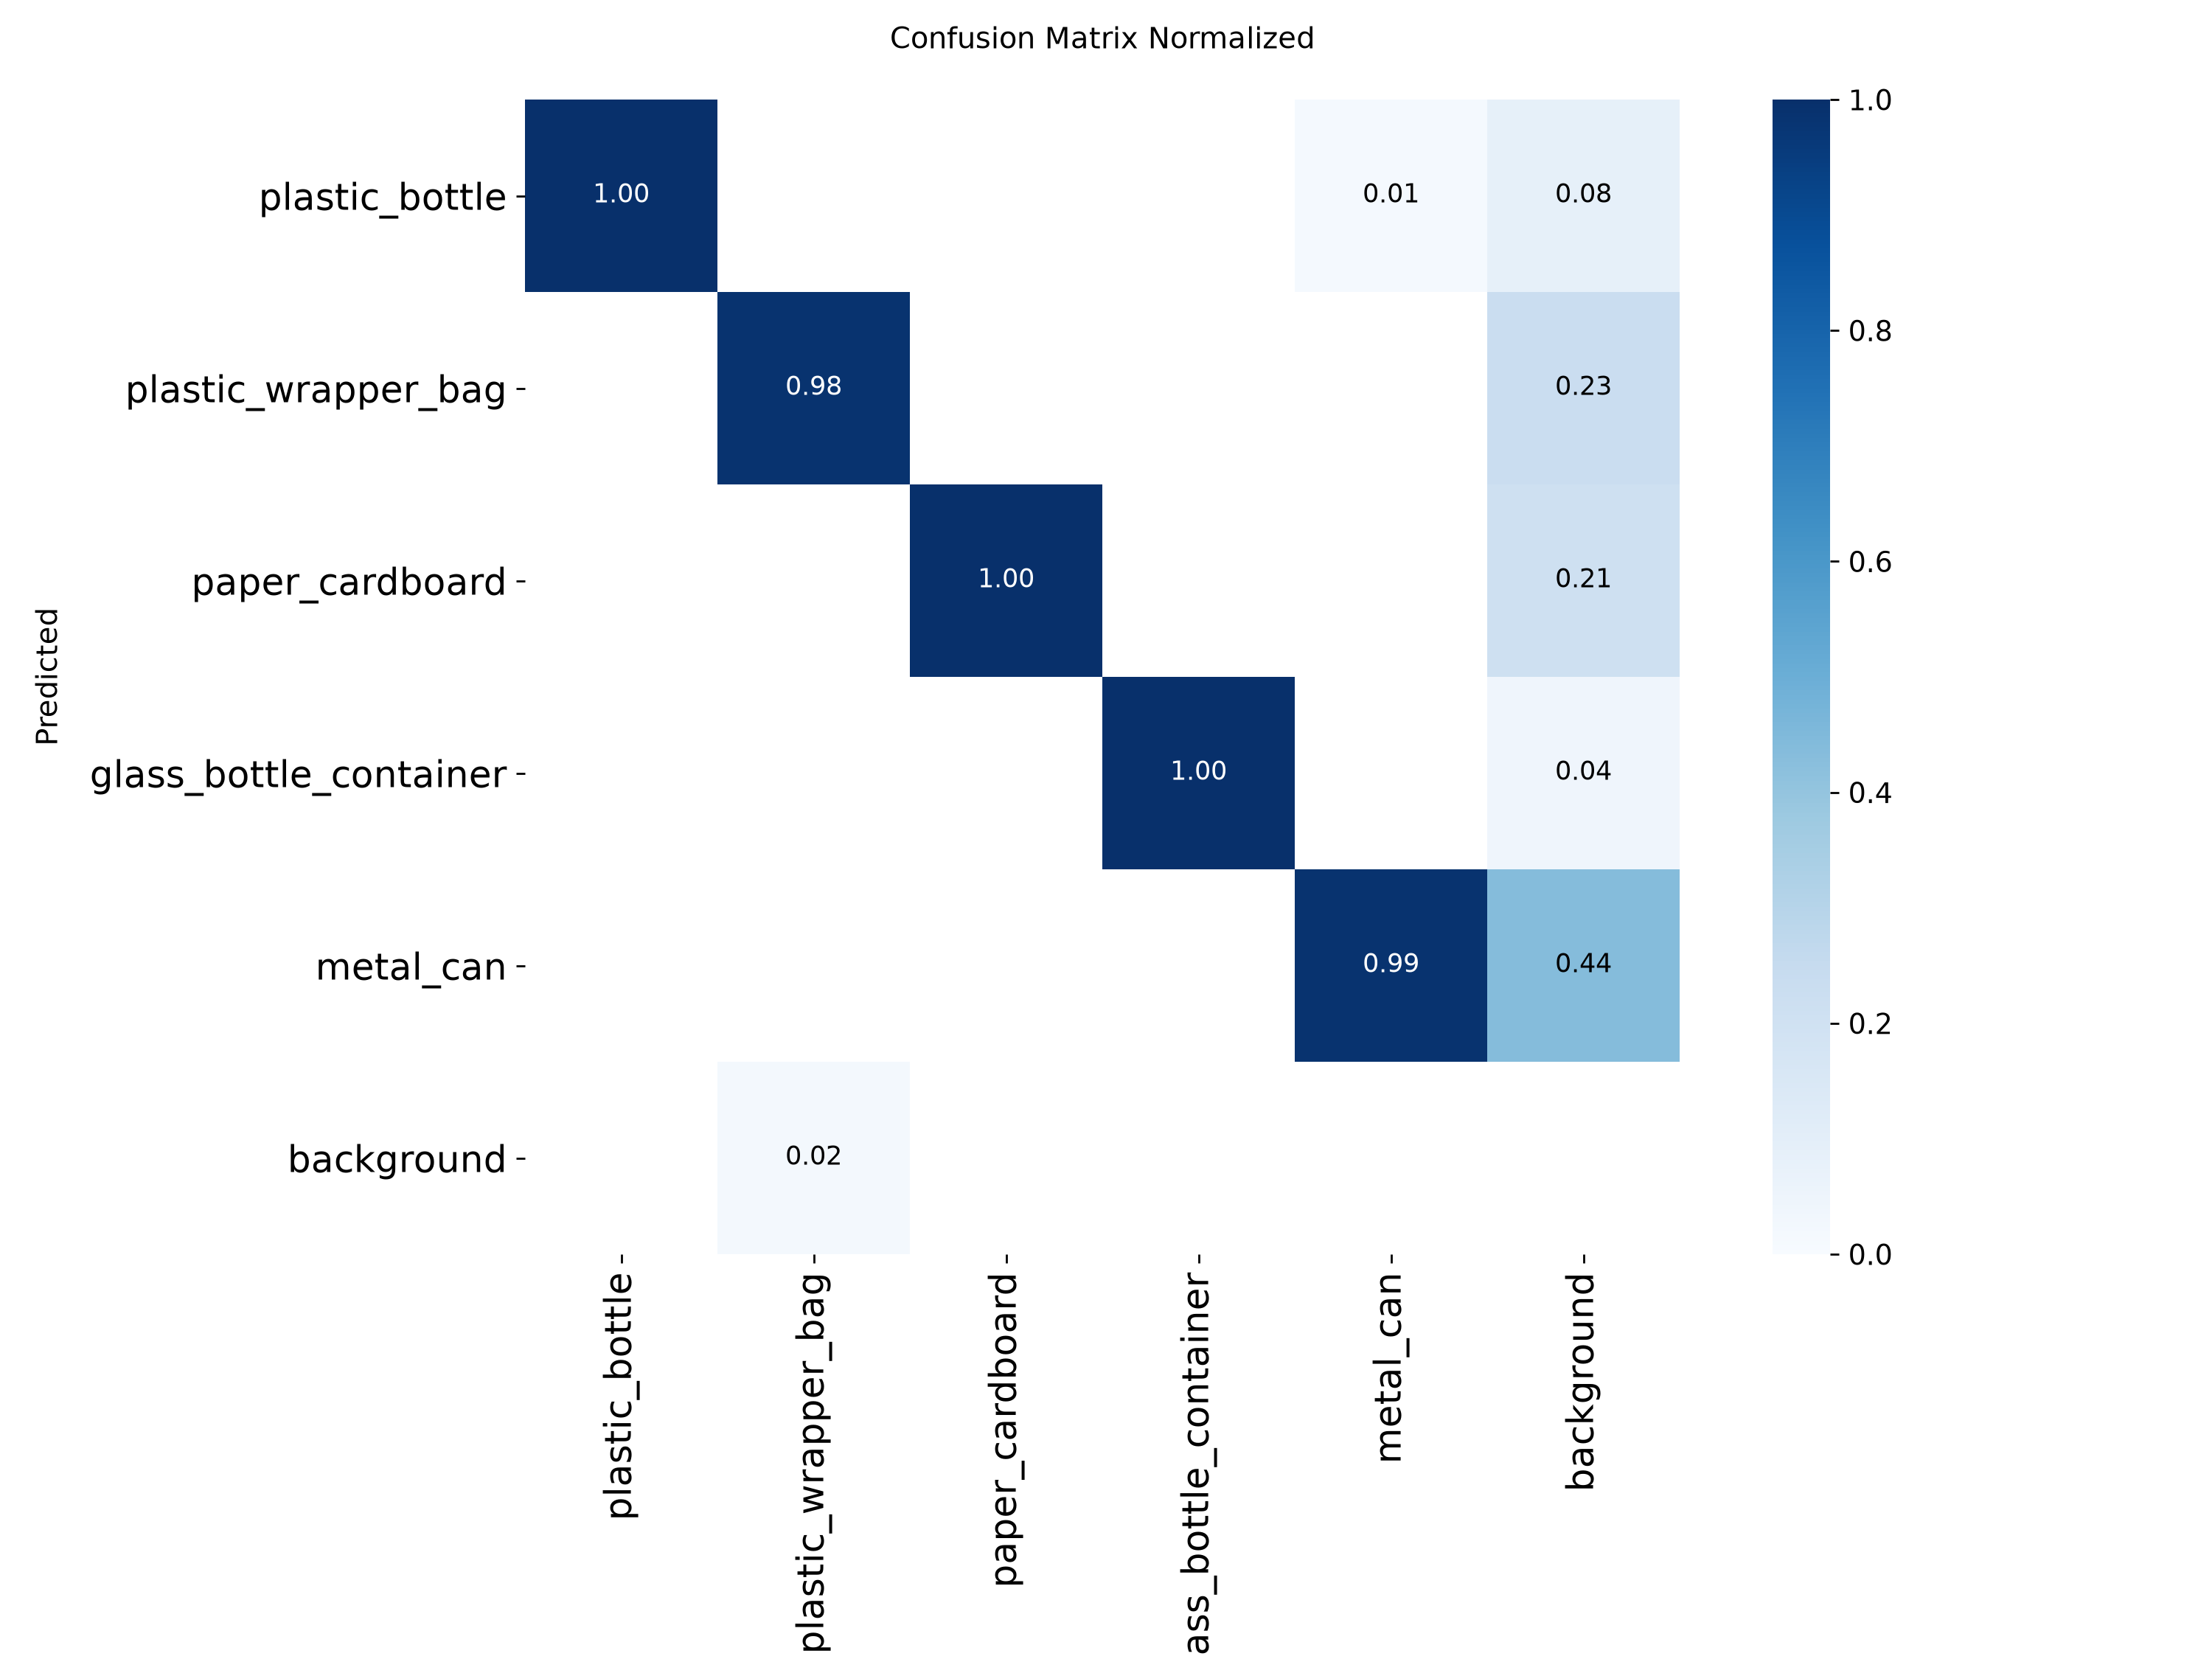 Confusion Matrix Normalized
plastic_bottle
1.00
0.01
0.08
plastic_wrapper_bag
0.98
0.23
paper_cardboard
1.00
0.21
glass_bottle_container
1.00
0.04
metal_can
0.99
0.44
background
0.02
Predicted
plastic_bottle
plastic_wrapper_bag
paper_cardboard
ass_bottle_container
metal_can
background
1.0
0.8
0.6
0.4
0.2
0.0